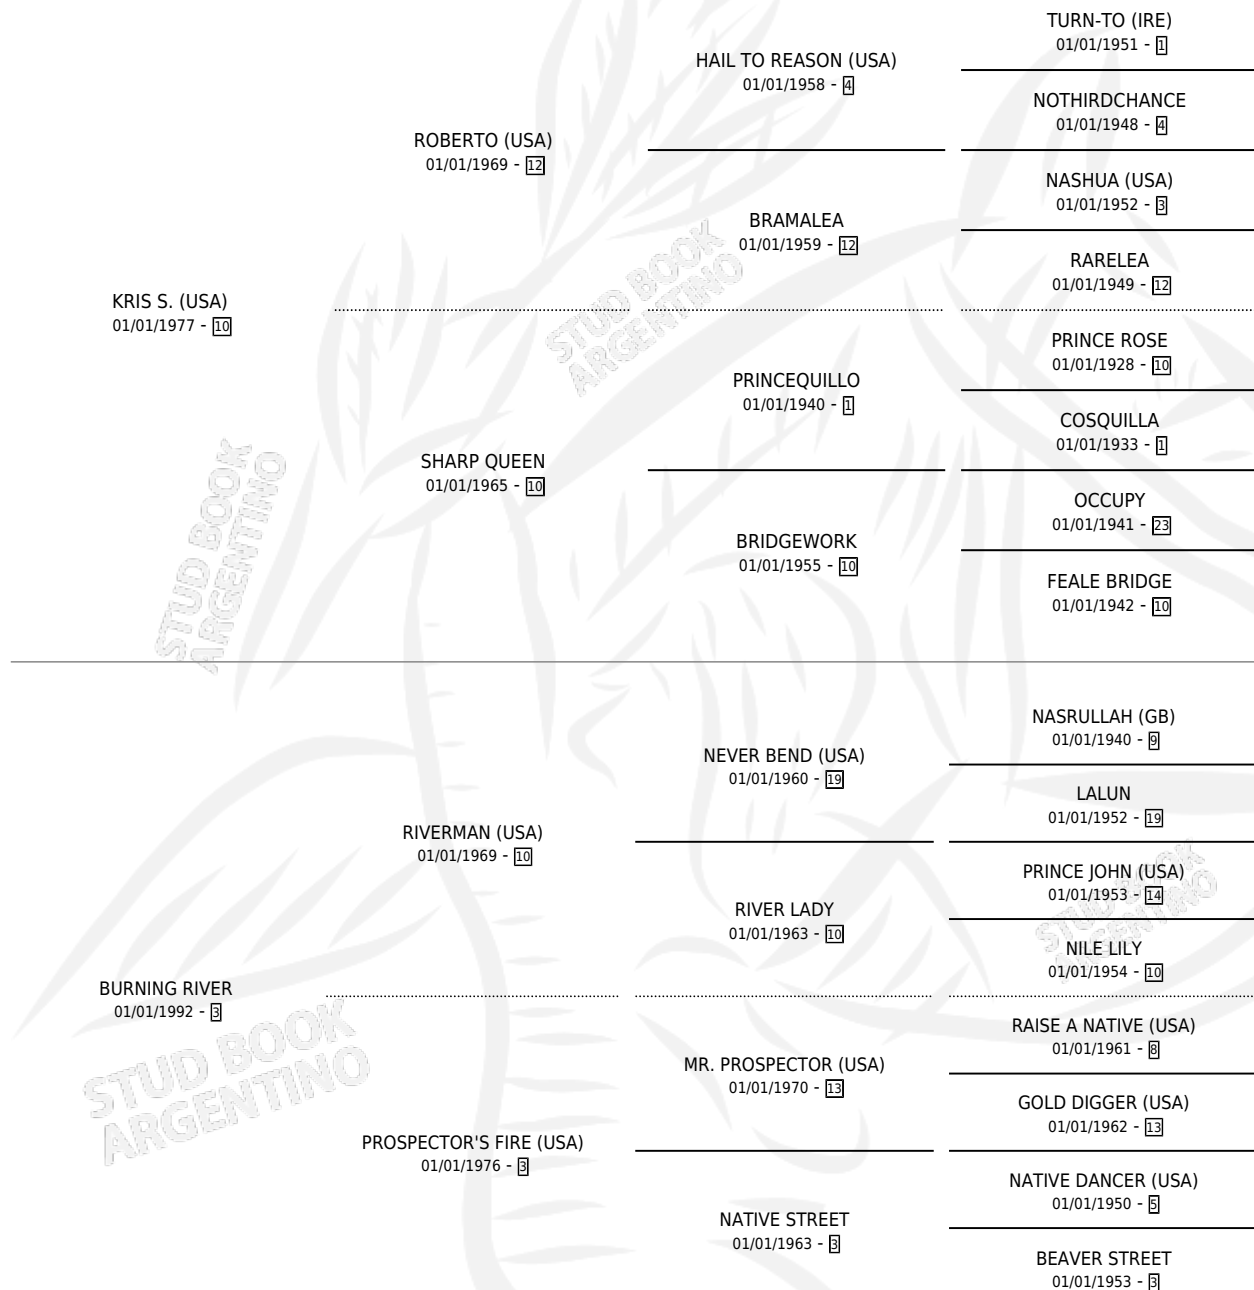 KRIS S. (USA)
01/01/1977 - 10
ROBERTO (USA)
01/01/1969 - 12
SHARP QUEEN
01/01/1965 - 10
HAIL TO REASON (USA)
01/01/1958 - 4
BRAMALEA
01/01/1959 - 12
PRINCEQUILLO
01/01/1940 - 1
BRIDGEWORK
01/01/1955 - 10
TURN-TO (IRE)
01/01/1951 - 1
NOTHIRDCHANCE
01/01/1948 - 4
NASHUA (USA)
01/01/1952 - 3
RARELEA
01/01/1949 - 12
PRINCE ROSE
01/01/1928 - 10
COSQUILLA
01/01/1933 - 1
OCCUPY
01/01/1941 - 23
FEALE BRIDGE
01/01/1942 - 10
BURNING RIVER
01/01/1992 - 3
RIVERMAN (USA)
01/01/1969 - 10
PROSPECTOR'S FIRE (USA)
01/01/1976 - 3
NEVER BEND (USA)
01/01/1960 - 19
RIVER LADY
01/01/1963 - 10
MR. PROSPECTOR (USA)
01/01/1970 - 13
NATIVE STREET
01/01/1963 - 3
NASRULLAH (GB)
01/01/1940 - 9
LALUN
01/01/1952 - 19
PRINCE JOHN (USA)
01/01/1953 - 14
NILE LILY
01/01/1954 - 10
RAISE A NATIVE (USA)
01/01/1961 - 8
GOLD DIGGER (USA)
01/01/1962 - 13
NATIVE DANCER (USA)
01/01/1950 - 5
BEAVER STREET
01/01/1953 - 3
STUD BOOK
ARGENTINO
STUD BOOK
ARGENTINO
STUD BOOK
ARGENTINO
STUD BOOK
ARGENTINO